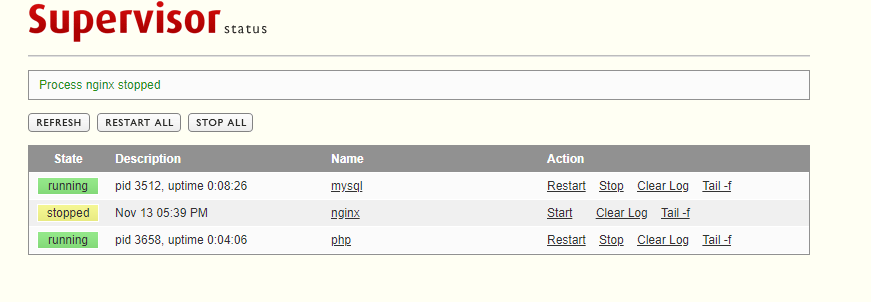 Supervisor status
Process nginx stopped
REFRESH RESTART ALL STOP ALL
State Description Name Action
running pid 3512, uptime 0:08:26 mysql Restart Stop Clear Log Tail -f
stopped Nov 13 05:39 PM nginx Start Clear Log Tail -f
running pid 3658, uptime 0:04:06 php Restart Stop Clear Log Tail -f